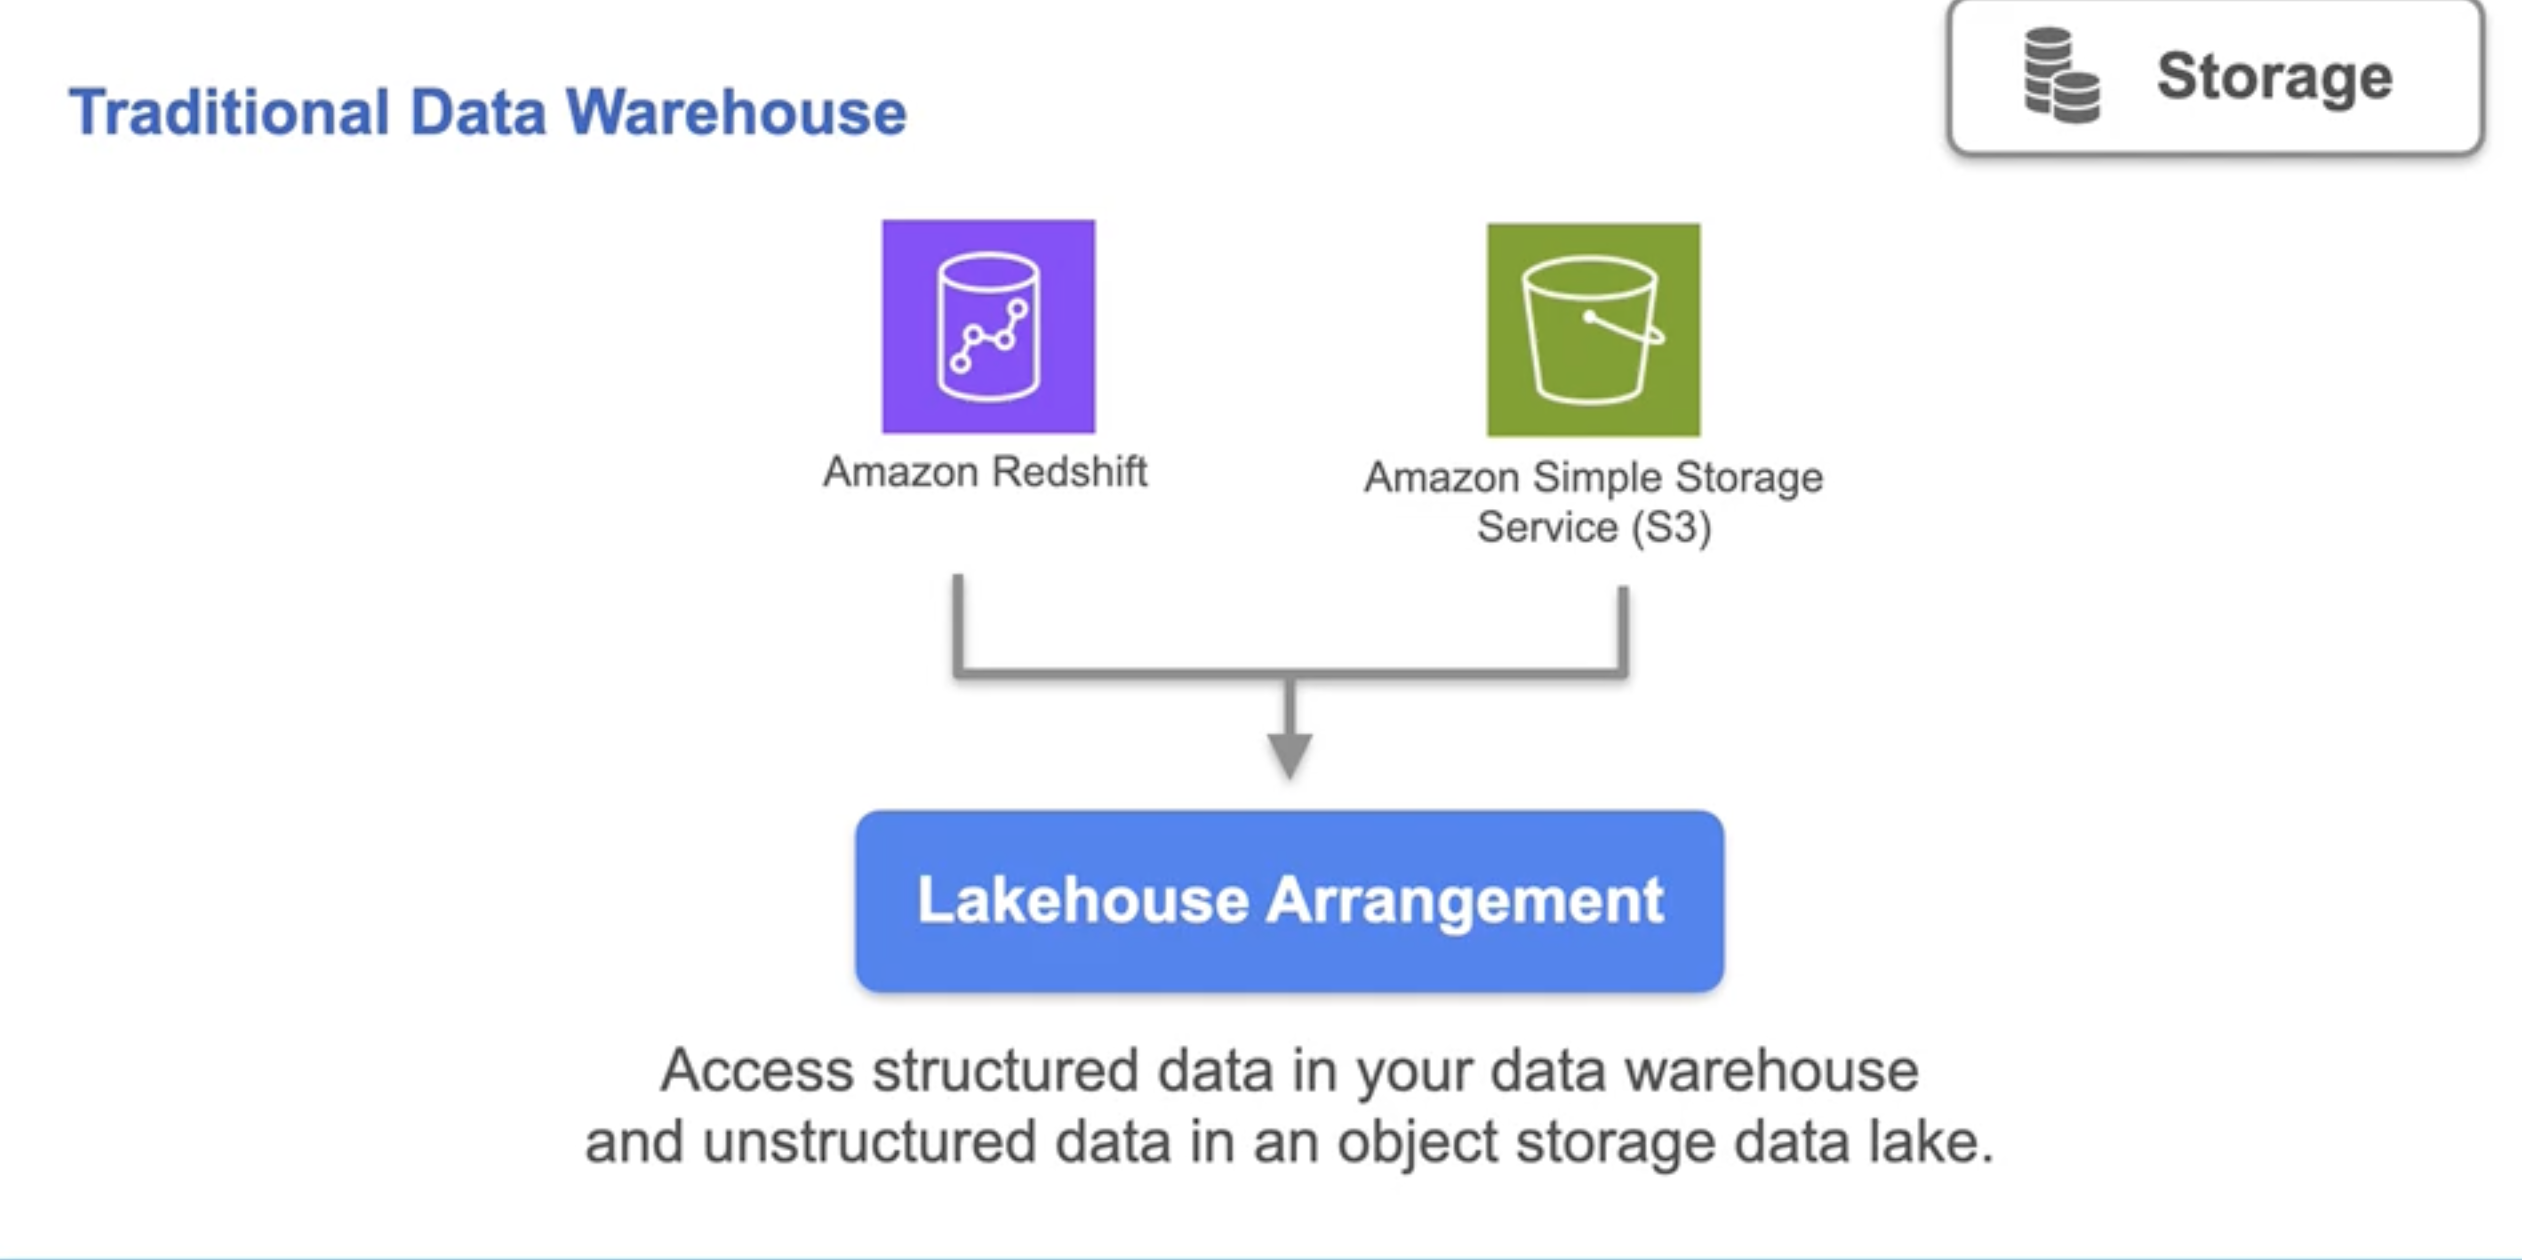 Storage
Traditional Data Warehouse
Amazon Redshift
Amazon Simple Storage
Service (S3)
Lakehouse Arrangement
Access structured data in your data warehouse
and unstructured data in an object storage data lake.